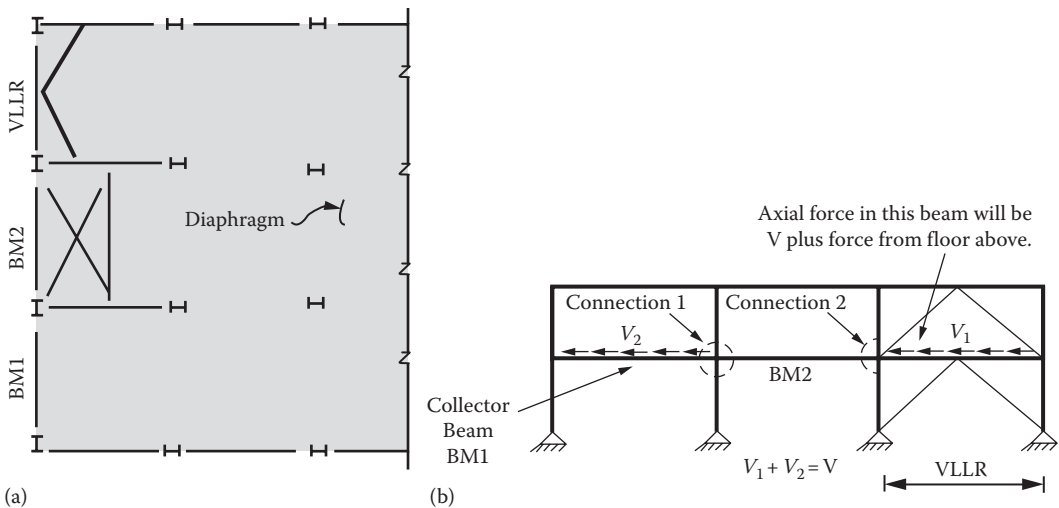 VLLR
BM2
BM1
Diaphragm
(a)
Axial force in this beam will be
V plus force from floor above.
Connection 1
Connection 2
V₂
V₁
BM2
Collector
Beam
BM1
V₁ + V₂ = V
VLLR
(b)